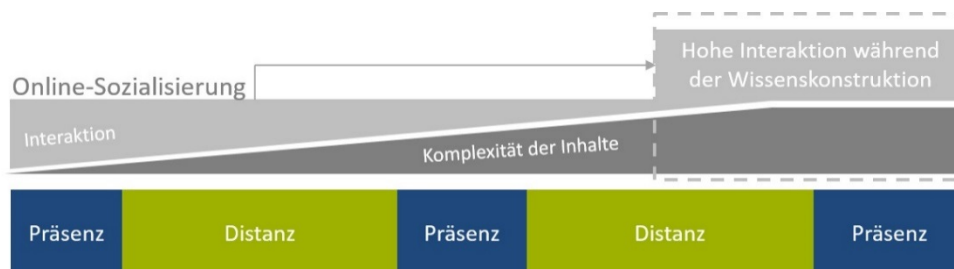 Hohe Interaktion während
der Wissenskonstruktion
Online-Sozialisierung
Interaktion
Komplexität der Inhalte
Präsenz
Distanz
Präsenz
Distanz
Präsenz